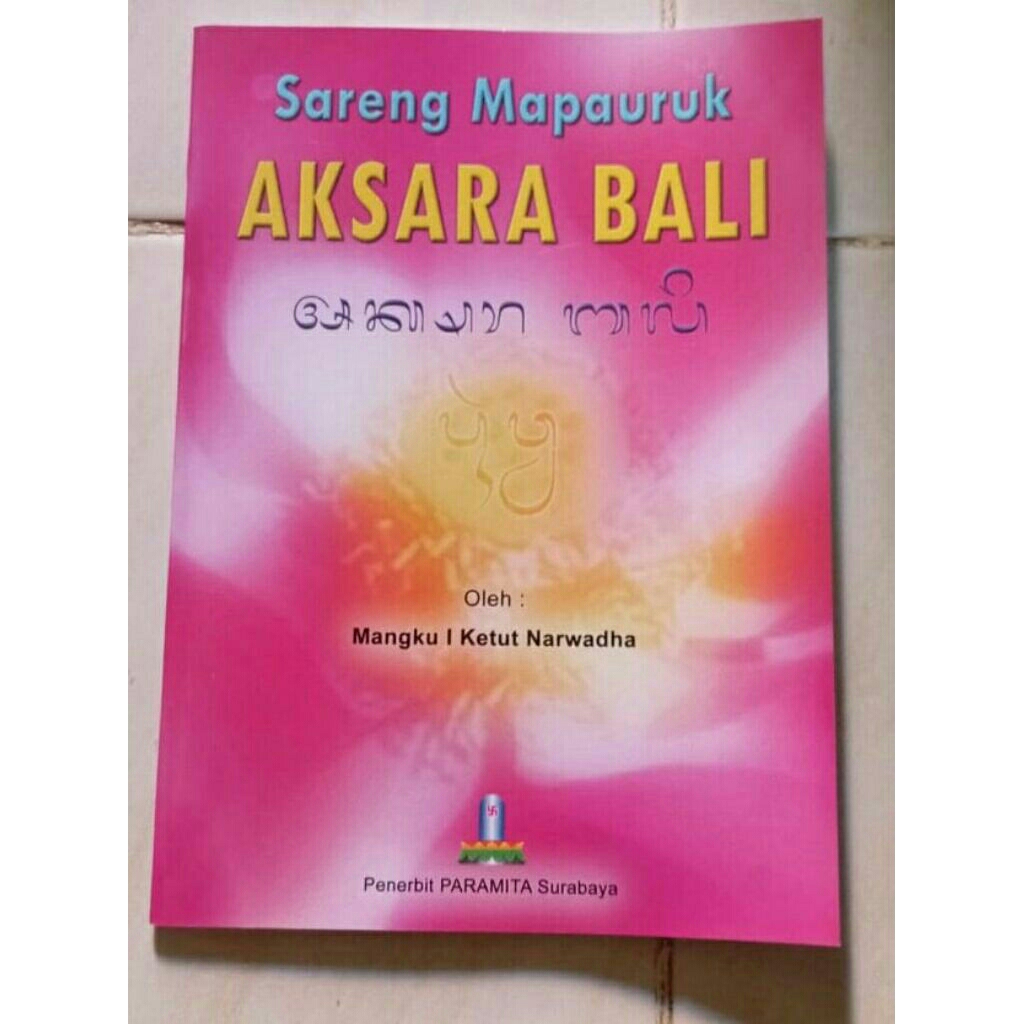 Sareng Mapauruk
AKSARA BALI
ᬅᬓ᭄ᬱᬭ ᬩᬮᬶ
Oleh :
Mangku I Ketut Narwadha
Penerbit PARAMITA Surabaya